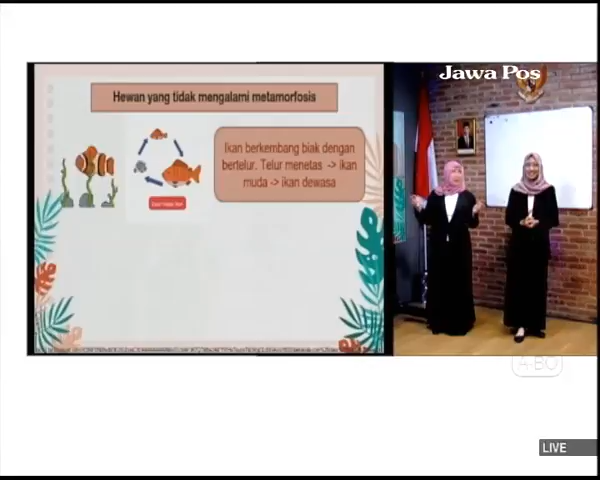 Jawa Pos
Hewan yang tidak mengalami metamorfosis
Ikan berkembang biak dengan
bertelur. Telur menetas -> ikan
muda -> ikan dewasa
A-BO
LIVE